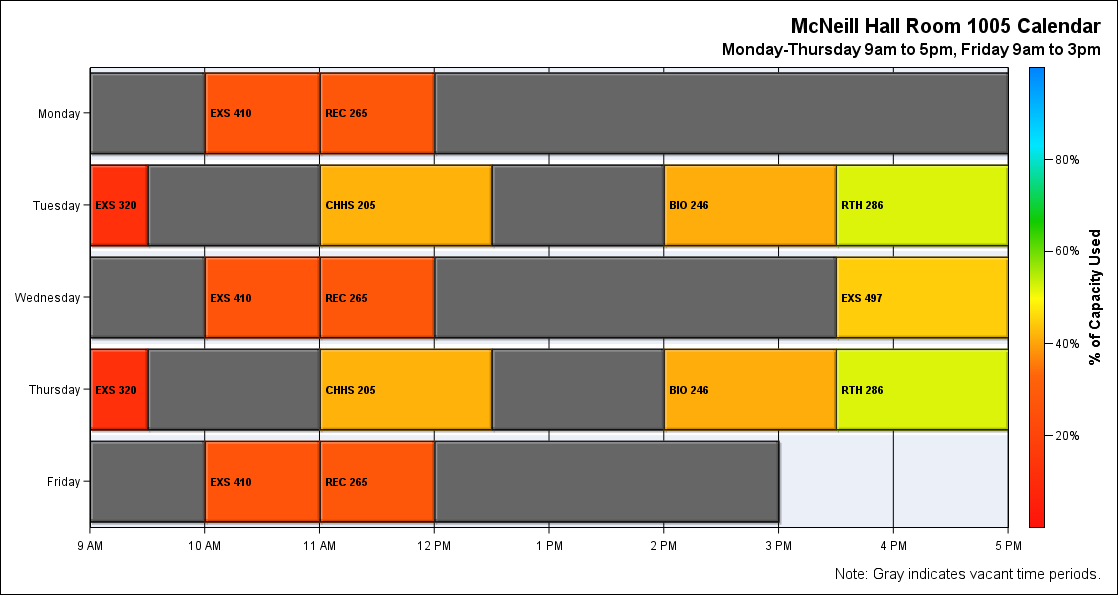 McNeill Hall Room 1005 Calendar
Monday-Thursday 9am to 5pm, Friday 9am to 3pm
Monday
EXS 410
REC 265
Tuesday
EXS 320
CHHS 205
BIO 246
RTH 286
Wednesday
EXS 410
REC 265
EXS 497
Thursday
EXS 320
CHHS 205
BIO 246
RTH 286
Friday
EXS 410
REC 265
9 AM
10 AM
11 AM
12 PM
1 PM
2 PM
3 PM
4 PM
5 PM
80%
60%
40%
20%
% of Capacity Used
Note: Gray indicates vacant time periods.